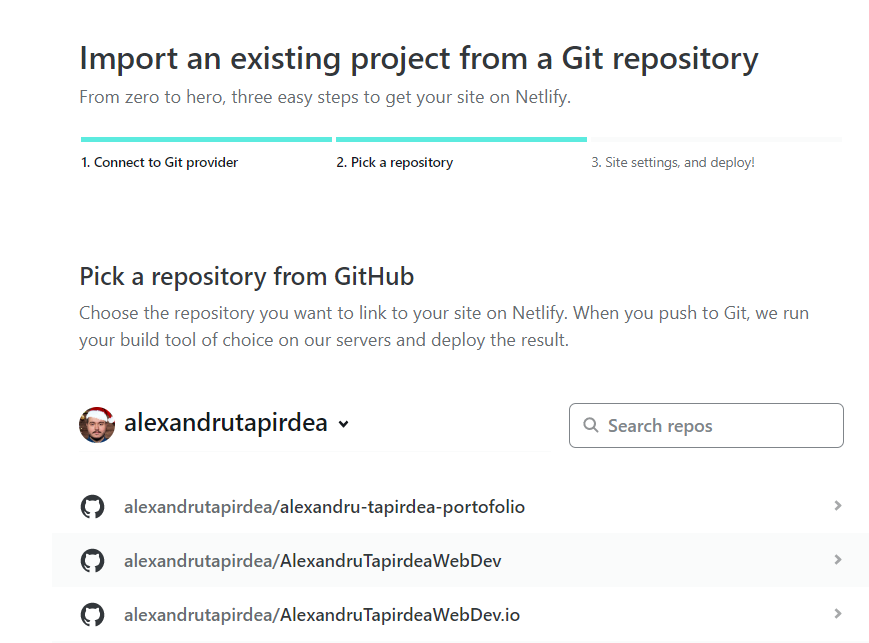 Import an existing project from a Git repository
From zero to hero, three easy steps to get your site on Netlify.
1. Connect to Git provider
2. Pick a repository
3. Site settings, and deploy!
Pick a repository from GitHub
Choose the repository you want to link to your site on Netlify. When you push to Git, we run
your build tool of choice on our servers and deploy the result.
alexandrutapirdea
Search repos
alexandrutapirdea/alexandru-tapirdea-portofolio
alexandrutapirdea/AlexandruTapirdeaWebDev
alexandrutapirdea/AlexandruTapirdeaWebDev.io